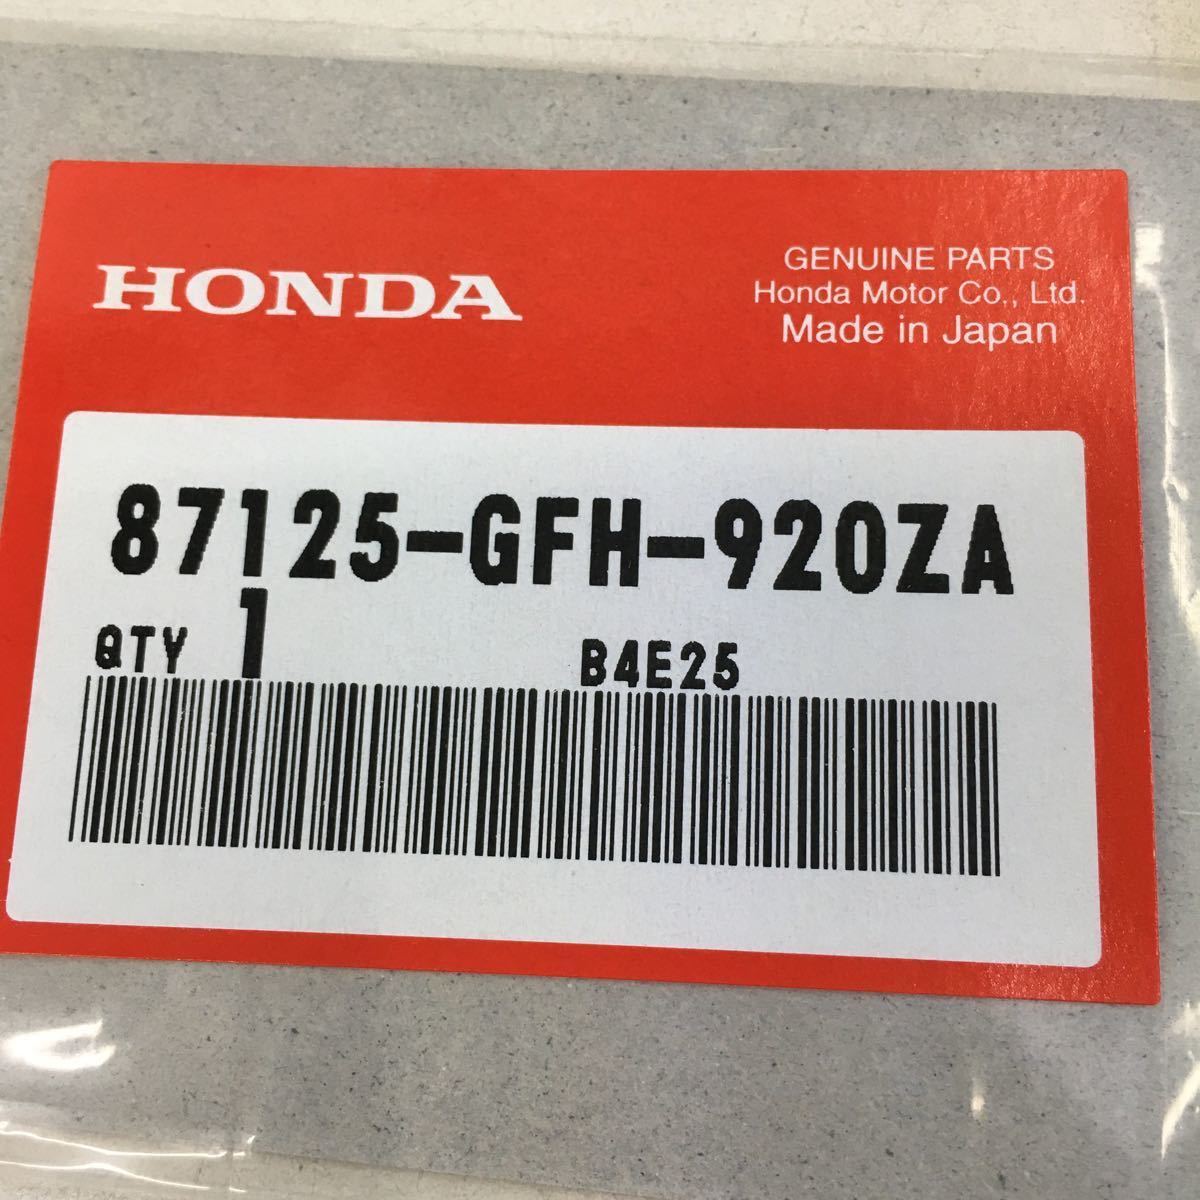 HONDA
GENUINE PARTS
Honda Motor Co., Ltd.
Made in Japan
87125-GFH-920ZA
QTY 1 B4E25